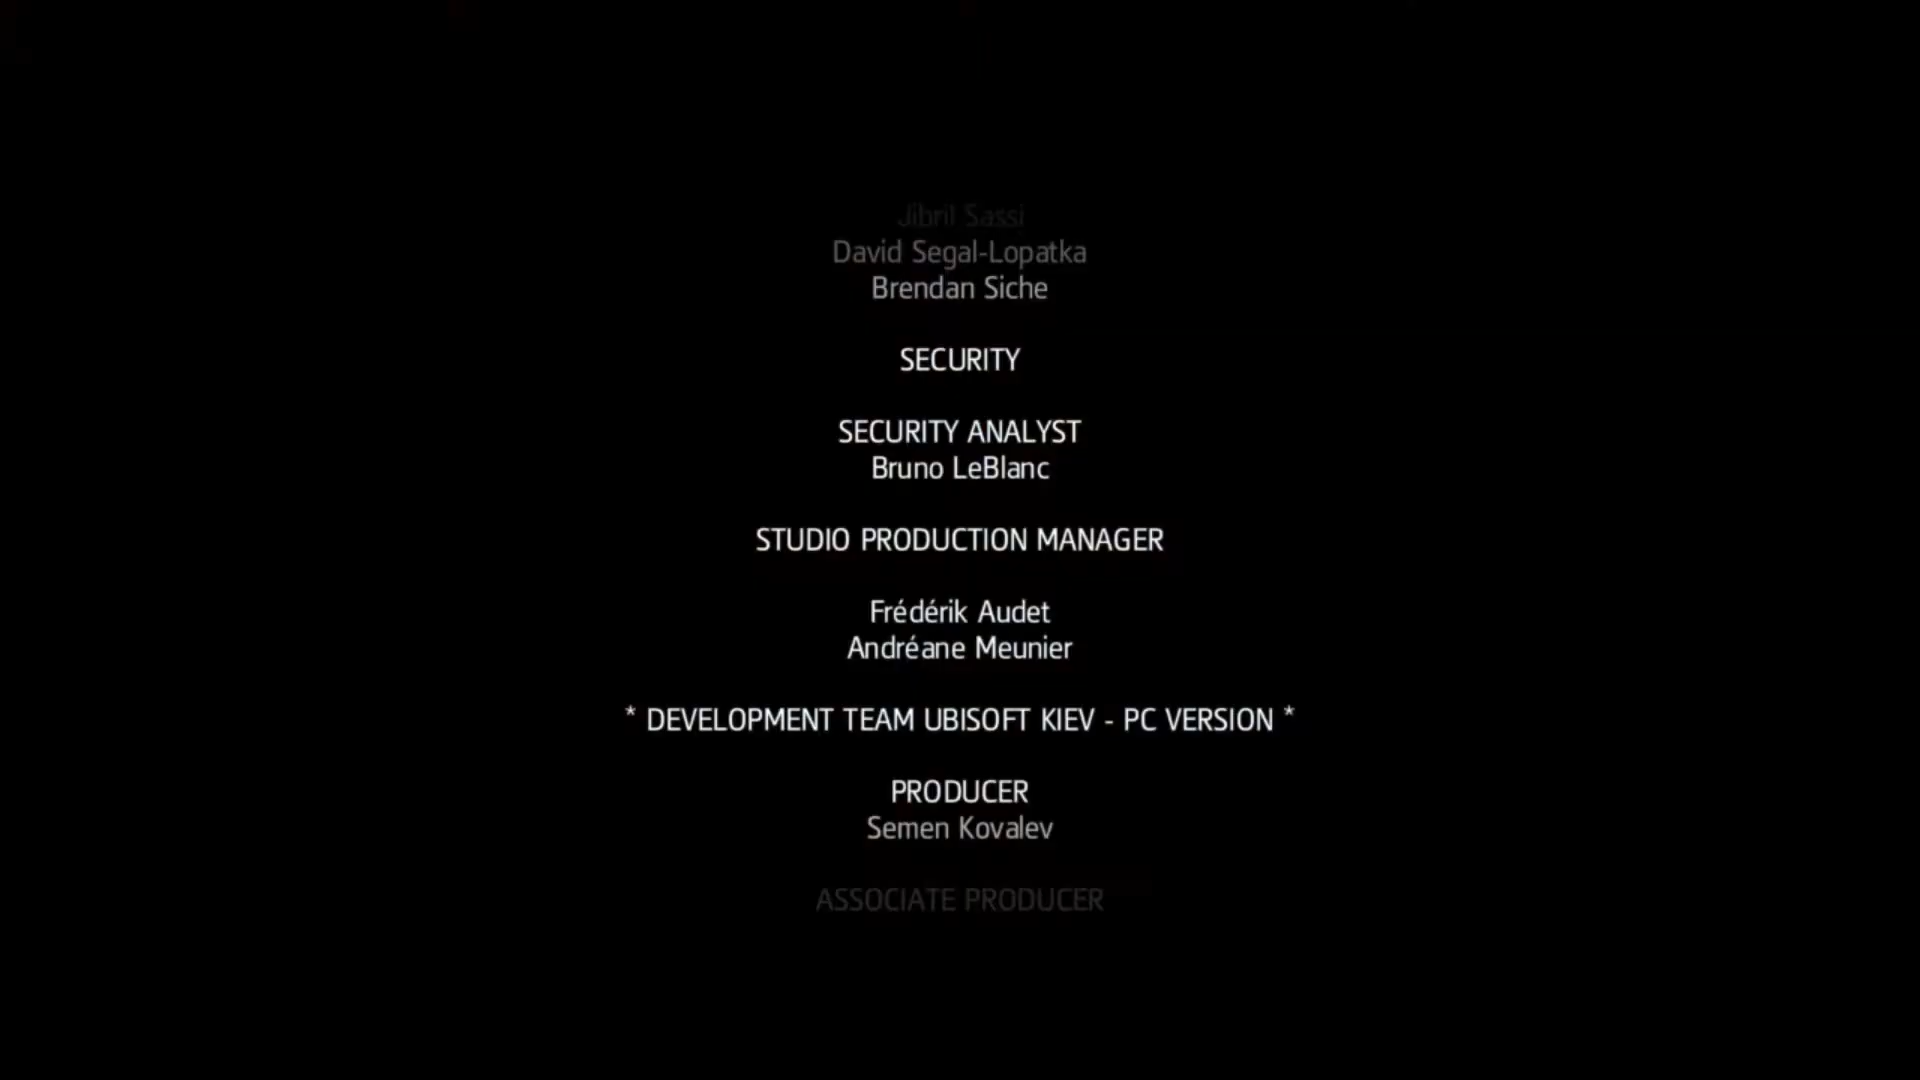 Jibril Sassi
David Segal-Lopatka
Brendan Siche
SECURITY
SECURITY ANALYST
Bruno LeBlanc
STUDIO PRODUCTION MANAGER
Frédérik Audet
Andréane Meunier
* DEVELOPMENT TEAM UBISOFT KIEV - PC VERSION *
PRODUCER
Semen Kovalev
ASSOCIATE PRODUCER